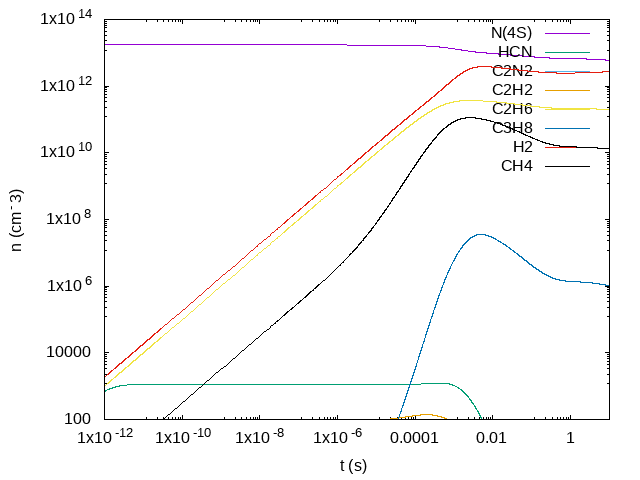 1x10^14
1x10^12
1x10^10
1x10^8
1x10^6
10000
100
n (cm^-3)
N(4S)
HCN
C2N2
C2H2
C2H6
C3H8
H2
CH4
1x10^-12 1x10^-10 1x10^-8 1x10^-6 0.0001 0.01 1
t (s)